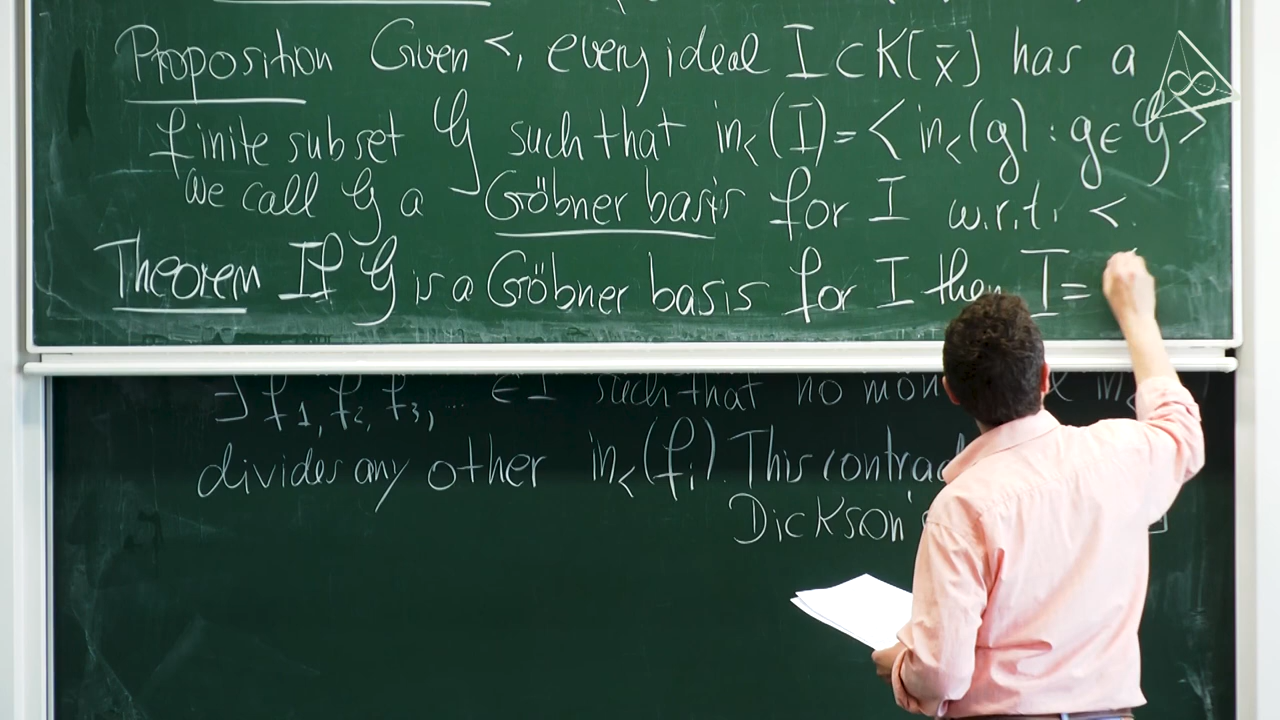 Proposition Given <, every ideal I ⊂ K[x̄] has a
finite subset 𝒢 such that in<(I) = <in<(g) : g ∈ 𝒢>
we call 𝒢 a Gröbner basis for I w.r.t. <.
Theorem If 𝒢 is a Gröbner basis for I then I =
∃ f1, f2, f3, ... ∈ I such that no in<
divides any other in<(fi). This
Dickson's